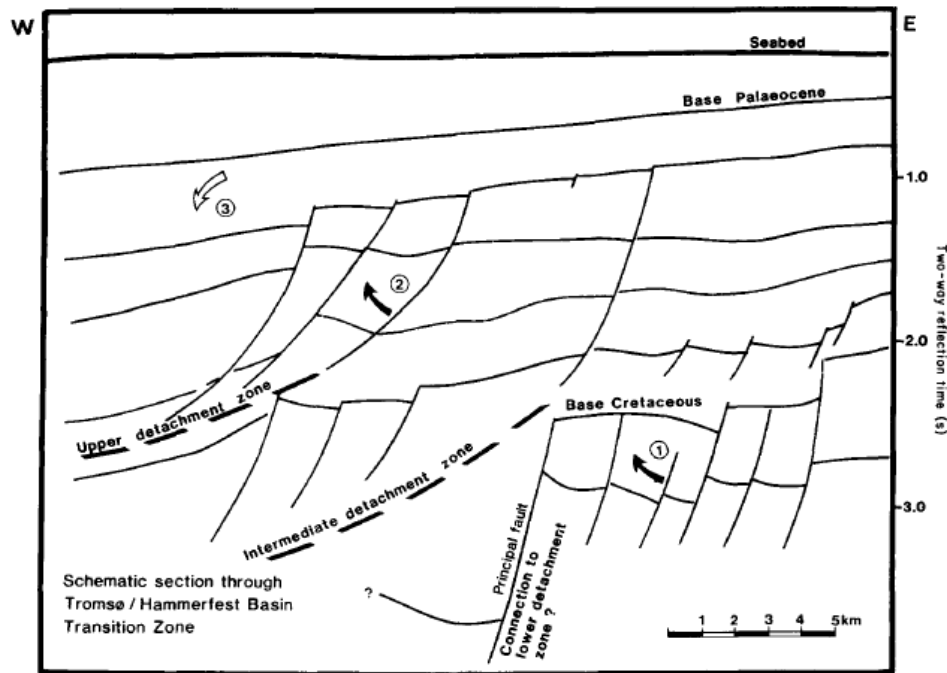 W
E
Seabed
Base Palaeocene
1.0
3
2
Two-way reflection time (s)
2.0
Upper detachment zone
Base Cretaceous
1
Intermediate detachment zone
3.0
Principal fault
Connection to
lower detachment
zone ?
?
Schematic section through
Tromsø / Hammerfest Basin
Transition Zone
1 2 3 4 5km